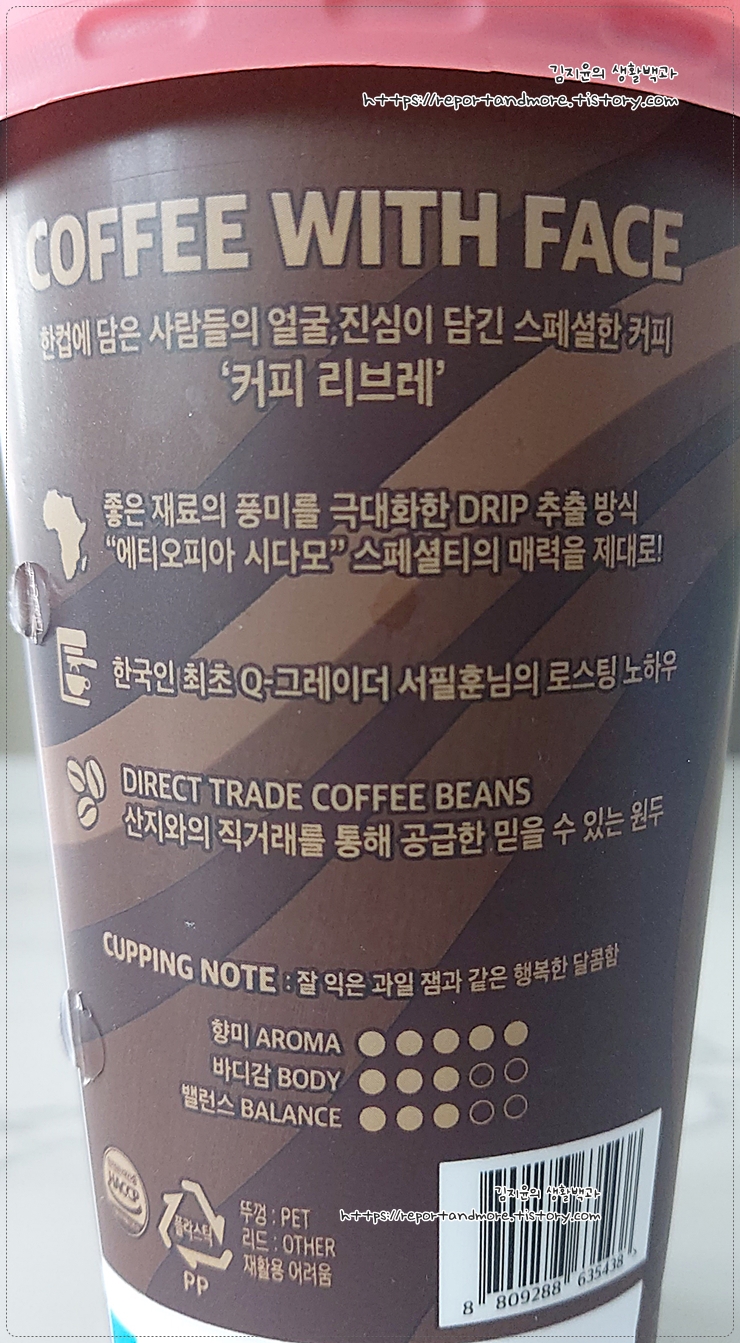 김지윤의 생활백과
https://reportandmore.tistory.com
COFFEE WITH FACE
한컵에 담은 사람들의 얼굴,진심이 담긴 스페셜한 커피
‘커피 리브레’
좋은 재료의 풍미를 극대화한 DRIP 추출 방식
“에티오피아 시다모” 스페셜티의 매력을 제대로!
한국인 최초 Q-그레이더 서필훈님의 로스팅 노하우
DIRECT TRADE COFFEE BEANS
산지와의 직거래를 통해 공급한 믿을 수 있는 원두
CUPPING NOTE : 잘 익은 과일 잼과 같은 행복한 달콤함
향미 AROMA
바디감 BODY
밸런스 BALANCE
HACCP
플라스틱
PP
뚜껑 : PET
리드 : OTHER
재활용 어려움
김지윤의 생활백과
https://reportandmore.tistory.com
8 809288 635438